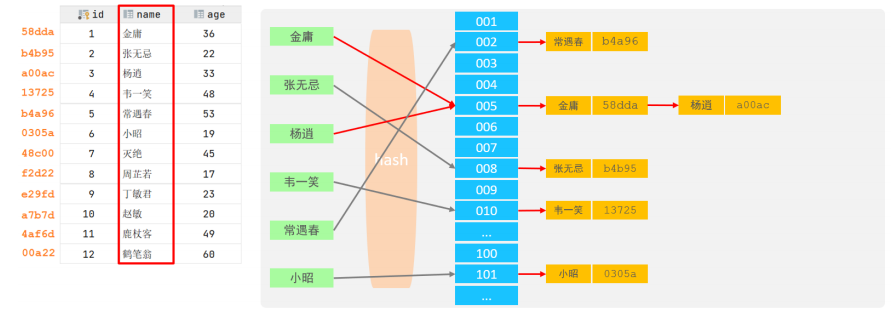 id name age
58dda 1 金庸 36
b4b95 2 张无忌 22
a00ac 3 杨逍 33
13725 4 韦一笑 48
b4a96 5 常遇春 53
0305a 6 小昭 19
48c00 7 灭绝 45
f2d22 8 周芷若 17
e29fd 9 丁敏君 23
a7b7d 10 赵敏 20
4af6d 11 鹿杖客 49
00a22 12 鹤笔翁 60
金庸
张无忌
杨逍
韦一笑
常遇春
小昭
hash
001
002 常遇春 b4a96
003
004
005 金庸 58dda 杨逍 a00ac
006
007
008 张无忌 b4b95
009
010 韦一笑 13725
...
100
101 小昭 0305a
...